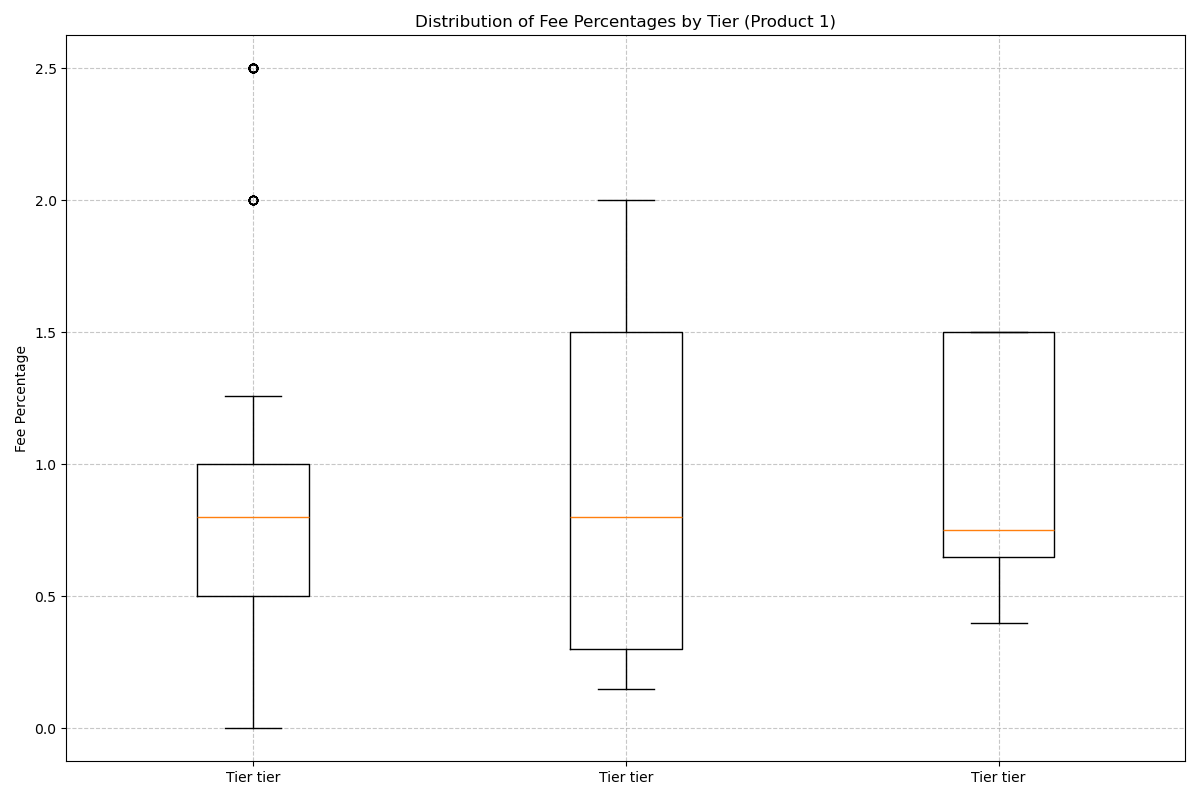 Distribution of Fee Percentages by Tier (Product 1)
2.5
2.0
1.5
1.0
0.5
0.0
Fee Percentage
Tier tier
Tier tier
Tier tier